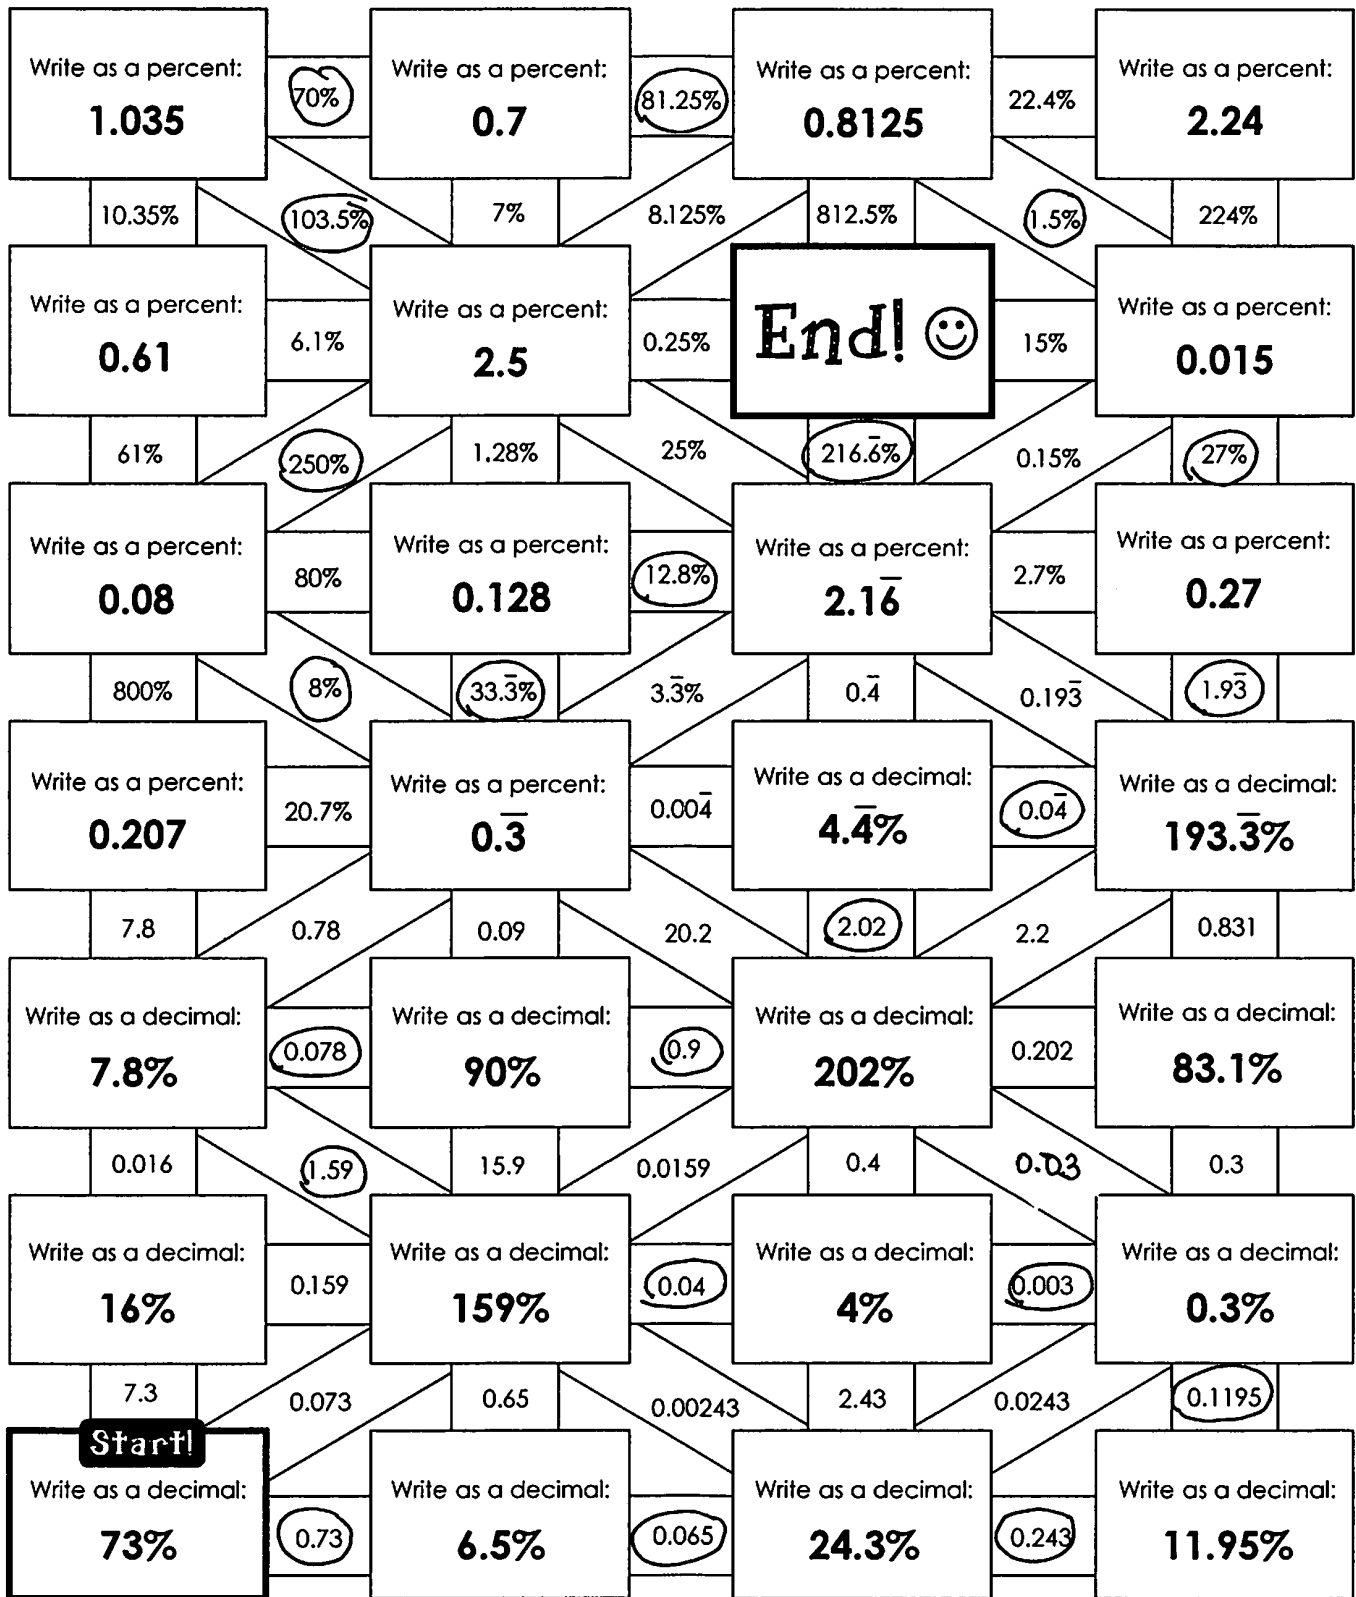 Write as a percent: 70% Write as a percent: 81.25% Write as a percent: 22.4% Write as a percent:
1.035 0.7 0.8125 2.24
10.35% 103.5% 7% 8.125% 812.5% 1.5% 224%
Write as a percent: 6.1% Write as a percent: 0.25% End! ☺ 15% Write as a percent:
0.61 2.5 0.015
61% 250% 1.28% 25% 216.6̅% 0.15% 27%
Write as a percent: 80% Write as a percent: 12.8% Write as a percent: 2.7% Write as a percent:
0.08 0.128 2.16̅ 0.27
800% 8% 33.3̅% 3.3̅% 0.4̅ 0.193̅ 1.93̅
Write as a percent: 20.7% Write as a percent: 0.004̅ Write as a decimal: 0.04̅ Write as a decimal:
0.207 0.3̅ 4.4̅% 193.3̅%
7.8 0.78 0.09 20.2 2.02 2.2 0.831
Write as a decimal: 0.078 Write as a decimal: 0.9 Write as a decimal: 0.202 Write as a decimal:
7.8% 90% 202% 83.1%
0.016 1.59 15.9 0.0159 0.4 0.03 0.3
Write as a decimal: 0.159 Write as a decimal: 0.04 Write as a decimal: 0.003 Write as a decimal:
16% 159% 4% 0.3%
7.3 0.073 0.65 0.00243 2.43 0.0243 0.1195
Start!
Write as a decimal: 0.73 Write as a decimal: 0.065 Write as a decimal: 0.243 Write as a decimal:
73% 6.5% 24.3% 11.95%